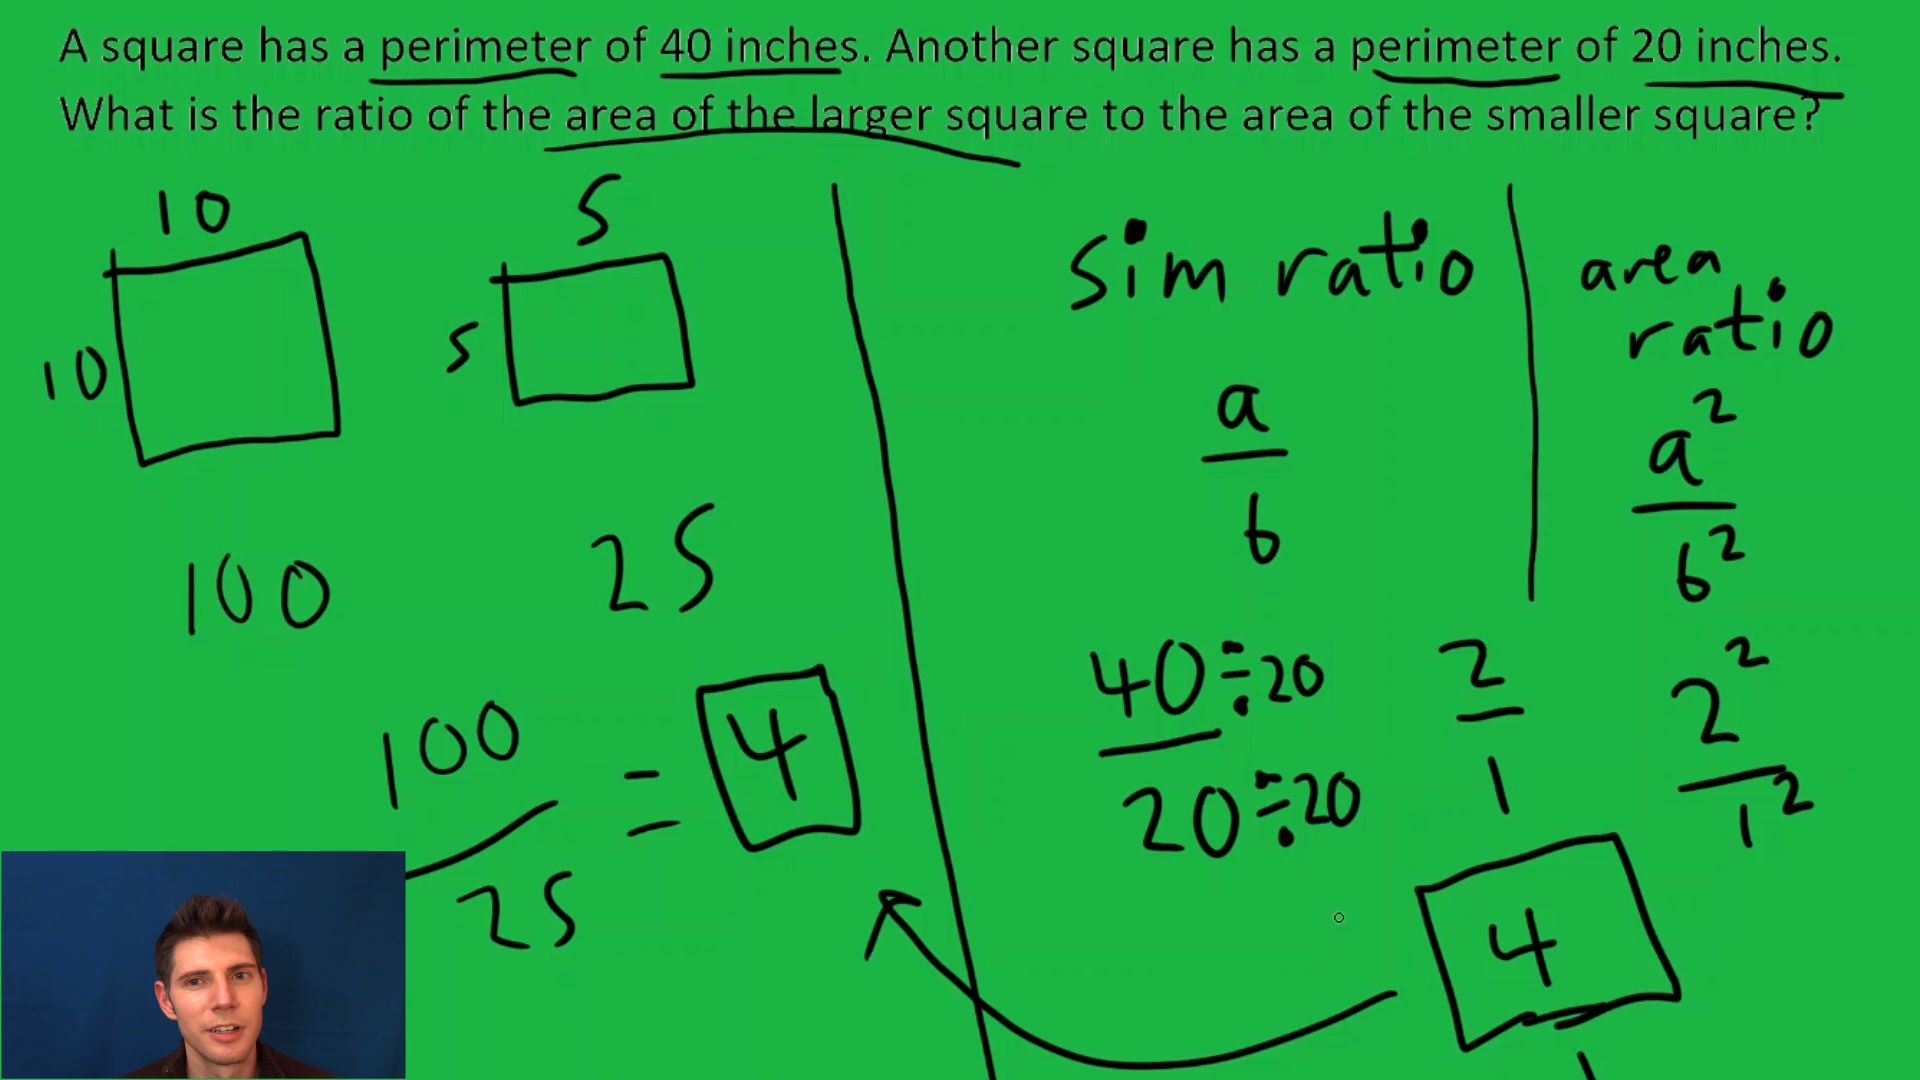 A square has a perimeter of 40 inches. Another square has a perimeter of 20 inches.
What is the ratio of the area of the larger square to the area of the smaller square?
10
10
5
5
100
25
100
25
=
4
sim ratio
a
b
area
ratio
a²
b²
40÷20
20÷20
2
1
2²
1²
4